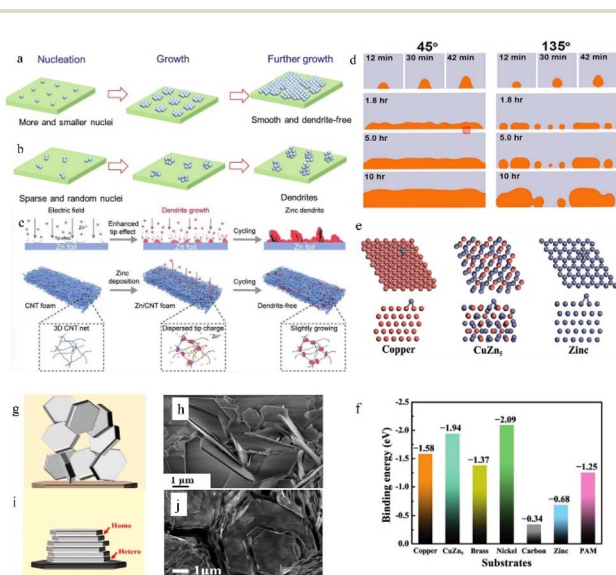 a
Nucleation
Growth
Further growth
More and smaller nuclei
Smooth and dendrite-free
b
Sparse and random nuclei
Dendrites
c
Electric field
Zn foil
Enhanced tip effect
Dendrite growth
Zn foil
Cycling
Zinc dendrite
Zn foil
CNT foam
Zinc deposition
Zn/CNT foam
Cycling
Dendrite-free
3D CNT net
Dispersed tip charge
Slightly growing
d
45°
135°
12 min 30 min 42 min
12 min 30 min 42 min
1.8 hr
1.8 hr
5.0 hr
5.0 hr
10 hr
10 hr
e
Copper
CuZn₅
Zinc
g
h
1 μm
i
Homo
Hetero
j
1μm
f
Binding energy (eV)
-2.5
-2.0
-1.5
-1.0
-0.5
0.0
-1.58
-1.94
-1.37
-2.09
-0.34
-0.68
-1.25
Copper CuZn₅ Brass Nickel Carbon Zinc PAM
Substrates